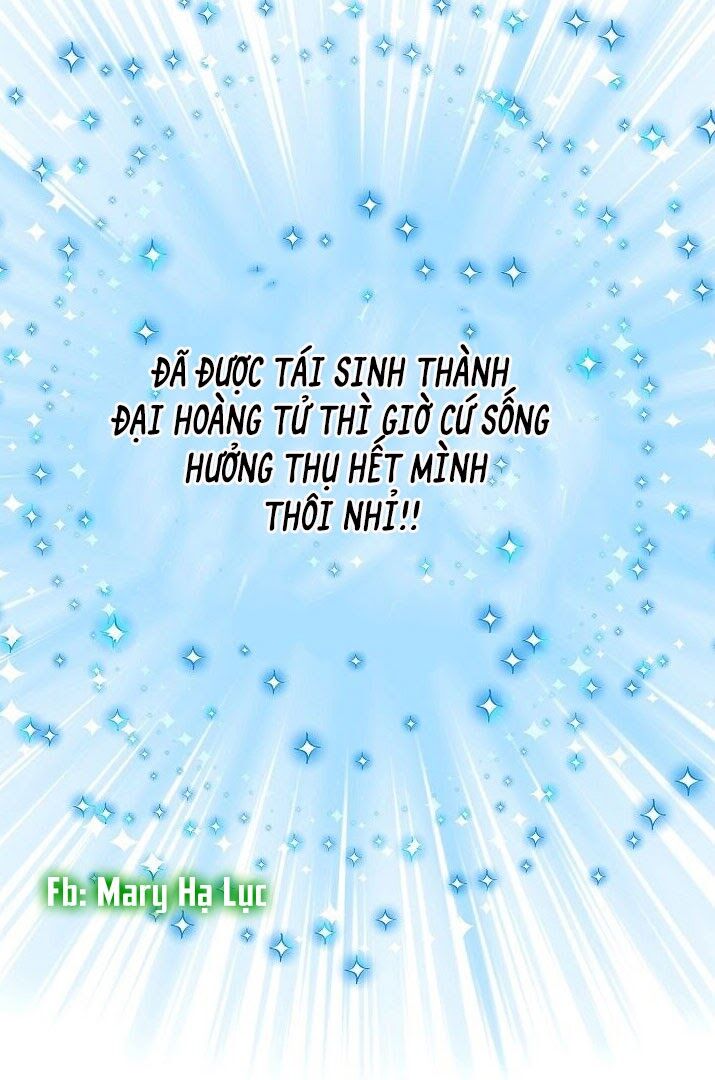 ĐÃ ĐƯỢC TÁI SINH THÀNH
ĐẠI HOÀNG TỬ THÌ GIỜ CỨ SỐNG
HƯỞNG THỤ HẾT MÌNH
THÔI NHỈ!!
Fb: Mary Hạ Lục